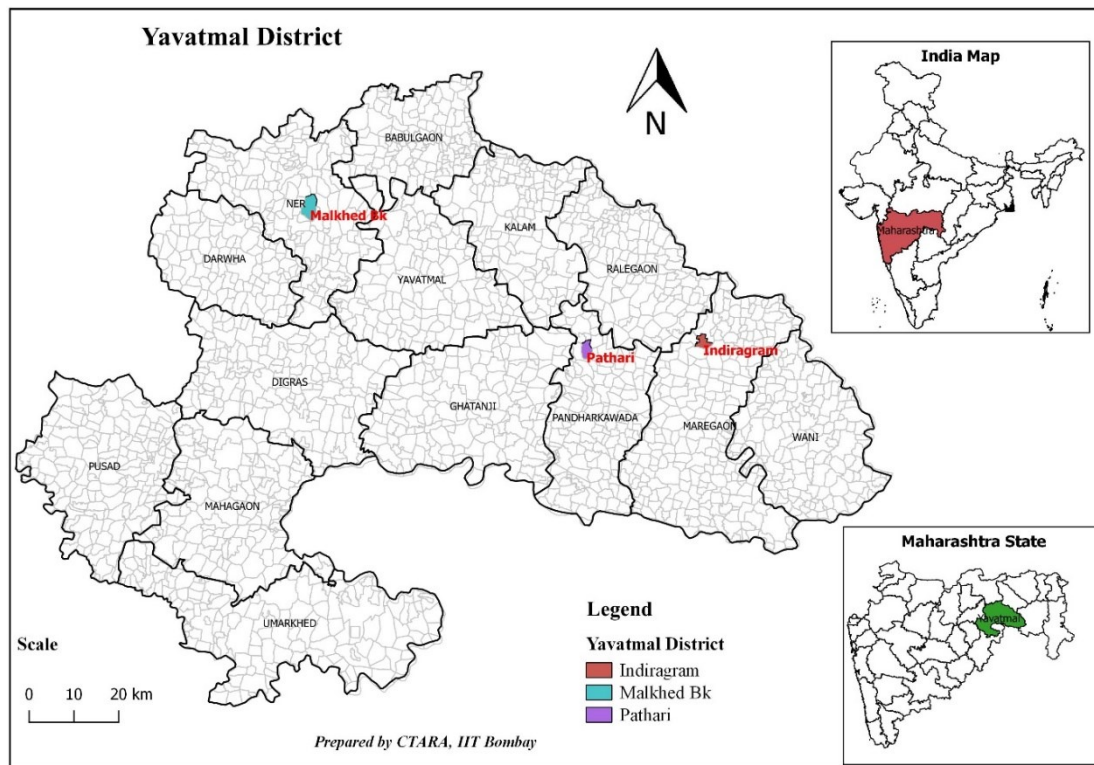 Yavatmal District
N
BABULGAON
NER
Malkhed Bk
KALAM
DARWHA
YAVATMAL
RALEGAON
Pathari
Indiragram
DIGRAS
GHATANJI
PANDHARKAWADA
MAREGAON
WANI
PUSAD
MAHAGAON
UMARKHED
Scale
0 10 20 km
Prepared by CTARA, IIT Bombay
Legend
Yavatmal District
Indiragram
Malkhed Bk
Pathari
India Map
Maharashtra
Maharashtra State
Yavatmal